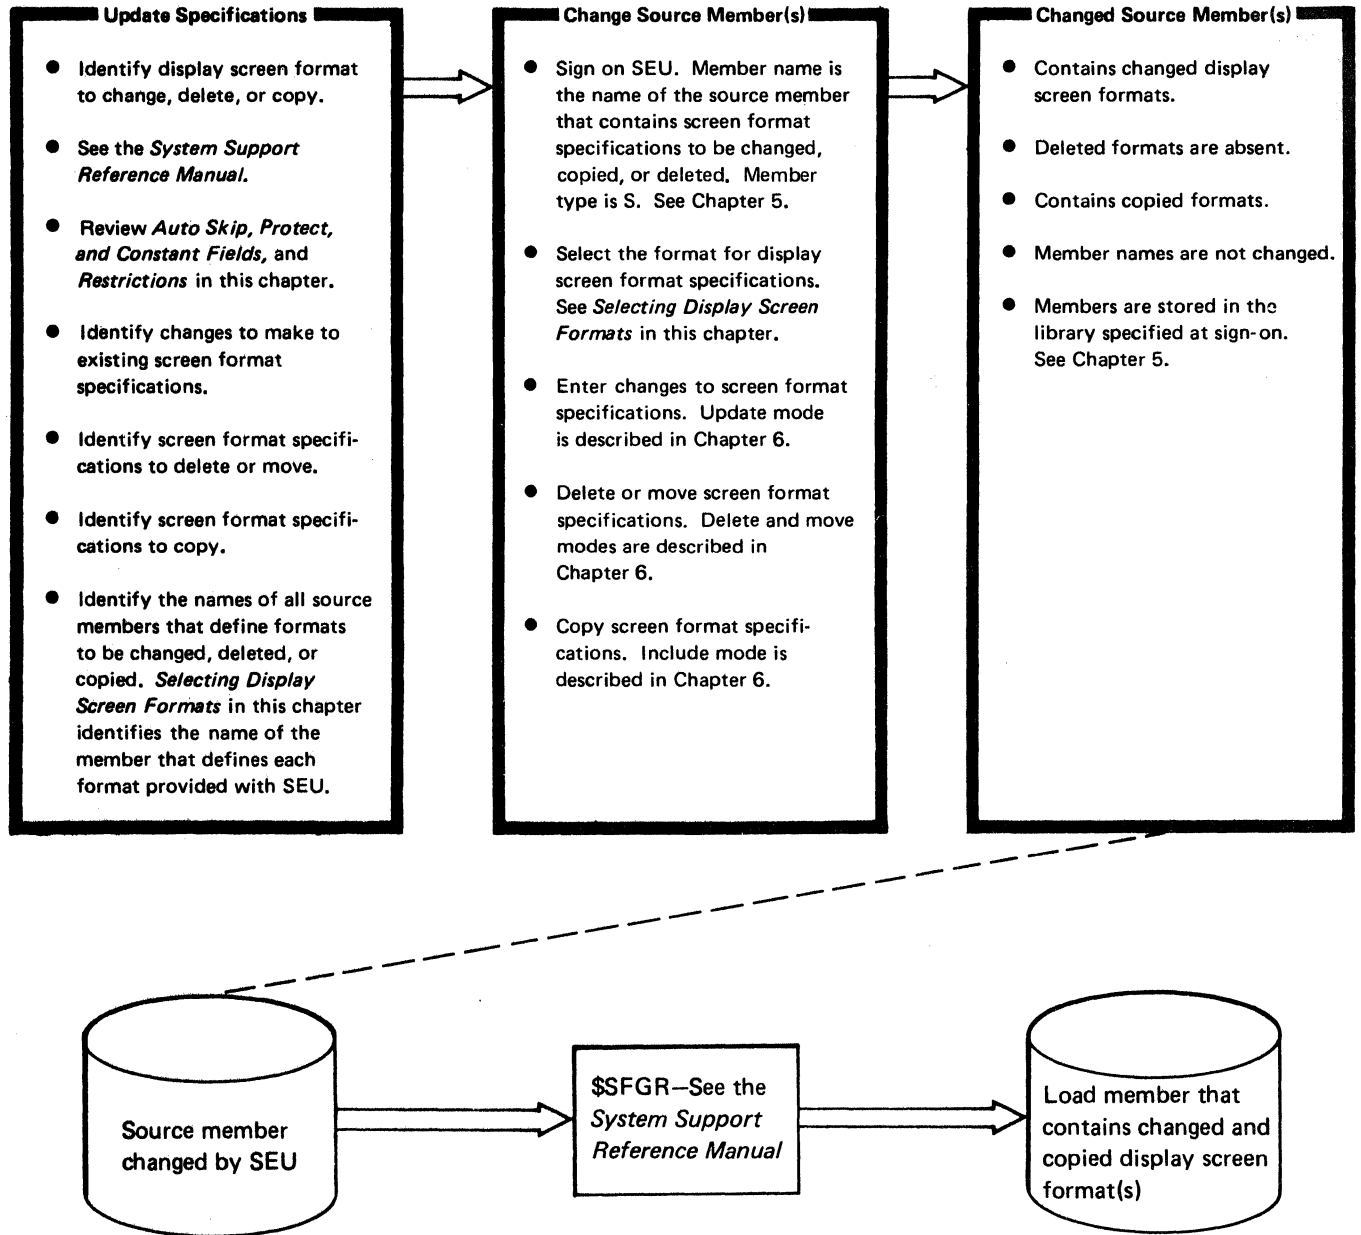 Update Specifications
● Identify display screen format
to change, delete, or copy.
● See the System Support
Reference Manual.
● Review Auto Skip, Protect,
and Constant Fields, and
Restrictions in this chapter.
● Identify changes to make to
existing screen format
specifications.
● Identify screen format specifi-
cations to delete or move.
● Identify screen format specifi-
cations to copy.
● Identify the names of all source
members that define formats
to be changed, deleted, or
copied. Selecting Display
Screen Formats in this chapter
identifies the name of the
member that defines each
format provided with SEU.
Change Source Member(s)
● Sign on SEU. Member name is
the name of the source member
that contains screen format
specifications to be changed,
copied, or deleted. Member
type is S. See Chapter 5.
● Select the format for display
screen format specifications.
See Selecting Display Screen
Formats in this chapter.
● Enter changes to screen format
specifications. Update mode
is described in Chapter 6.
● Delete or move screen format
specifications. Delete and move
modes are described in
Chapter 6.
● Copy screen format specifi-
cations. Include mode is
described in Chapter 6.
Changed Source Member(s)
● Contains changed display
screen formats.
● Deleted formats are absent.
● Contains copied formats.
● Member names are not changed.
● Members are stored in the
library specified at sign-on.
See Chapter 5.
Source member
changed by SEU
$SFGR—See the
System Support
Reference Manual
Load member that
contains changed and
copied display screen
format(s)